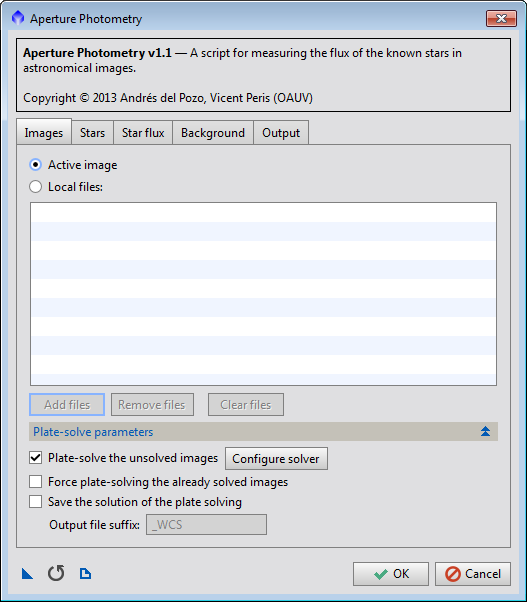 Aperture Photometry
Aperture Photometry v1.1 — A script for measuring the flux of the known stars in
astronomical images.
Copyright © 2013 Andrés del Pozo, Vicent Peris (OAUV)
Images Stars Star flux Background Output
Active image
Local files:
Add files Remove files Clear files
Plate-solve parameters
Plate-solve the unsolved images Configure solver
Force plate-solving the already solved images
Save the solution of the plate solving
Output file suffix: _WCS
OK Cancel